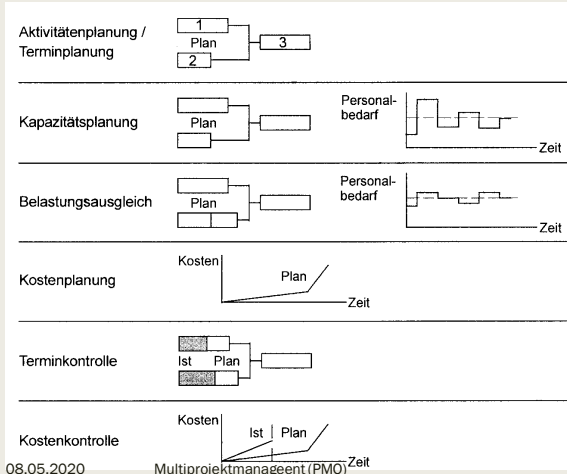 Aktivitätenplanung /
Terminplanung
1
Plan
2
3
Kapazitätsplanung
Plan
Personal-
bedarf
Zeit
Belastungsausgleich
Plan
Personal-
bedarf
Zeit
Kostenplanung
Kosten
Plan
Zeit
Terminkontrolle
Ist Plan
Kostenkontrolle
Kosten
Ist Plan
Zeit
08.05.2020 Multiprojektmanageent (PMO)